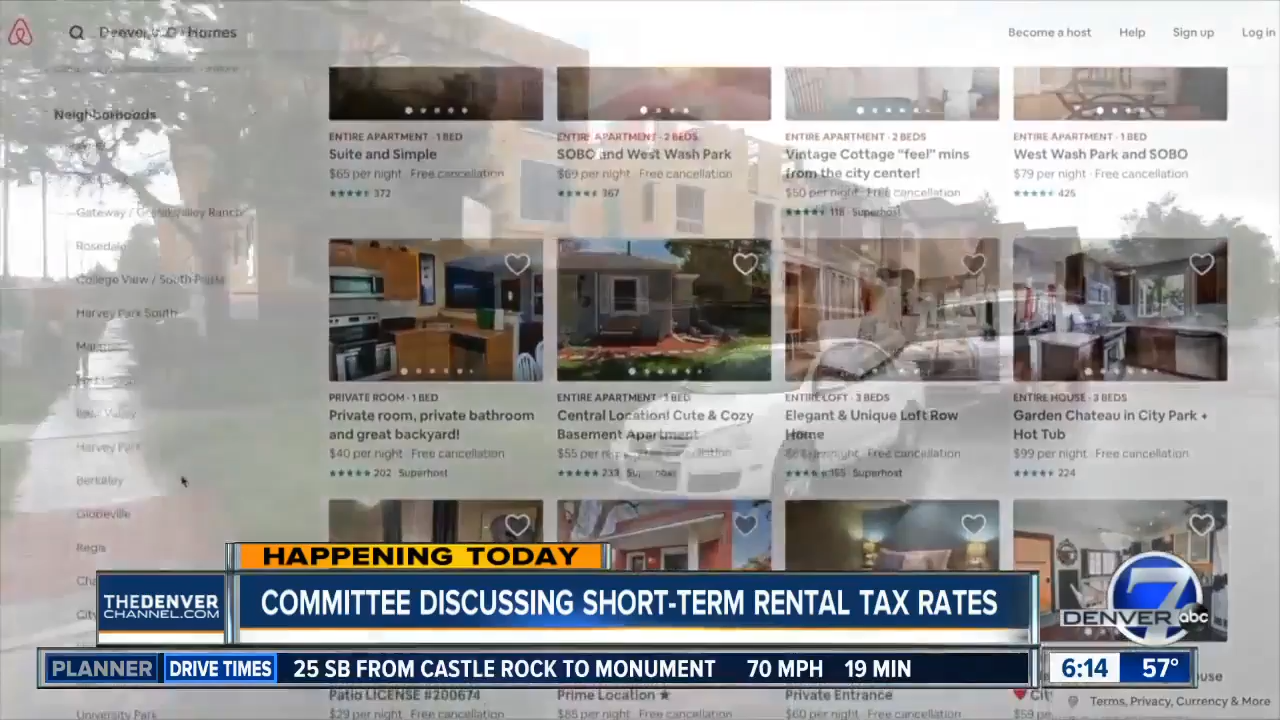 Homes
Become a host Help Sign up Log in
Neighborhoods
ENTIRE APARTMENT · 1 BED
Suite and Simple
$65 per night · Free cancellation
372
ENTIRE APARTMENT · 2 BEDS
SOBO and West Wash Park
$69 per night · Free cancellation
367
ENTIRE APARTMENT · 2 BEDS
Vintage Cottage "feel" mins
from the city center!
$50 per night · Free cancellation
118 · Superhost
ENTIRE APARTMENT · 1 BED
West Wash Park and SOBO
$79 per night · Free cancellation
425
Rosedale
College View / South Platte
Harvey Park South
Harvey Park
Berkeley
Globeville
Regis
University Park
PRIVATE ROOM · 1 BED
Private room, private bathroom
and great backyard!
$40 per night · Free cancellation
202 · Superhost
ENTIRE APARTMENT · 1 BED
Central Location! Cute & Cozy
Basement Apartment
$55 per
ENTIRE LOFT · 3 BEDS
Elegant & Unique Loft Row
Home
Free cancellation
Superhost
ENTIRE HOUSE · 3 BEDS
Garden Chateau in City Park +
Hot Tub
$99 per night · Free cancellation
224
HAPPENING TODAY
THEDENVER
CHANNEL.COM
COMMITTEE DISCUSSING SHORT-TERM RENTAL TAX RATES
DENVER 7 abc
PLANNER DRIVE TIMES 25 SB FROM CASTLE ROCK TO MONUMENT 70 MPH 19 MIN
6:14 57°
Patio LICENSE #200674
$29 per night · Free cancellation
Prime Location ★
$85 per night · Free cancellation
Private Entrance
$60 per night · Free cancellation
$59
Terms, Privacy, Currency & More